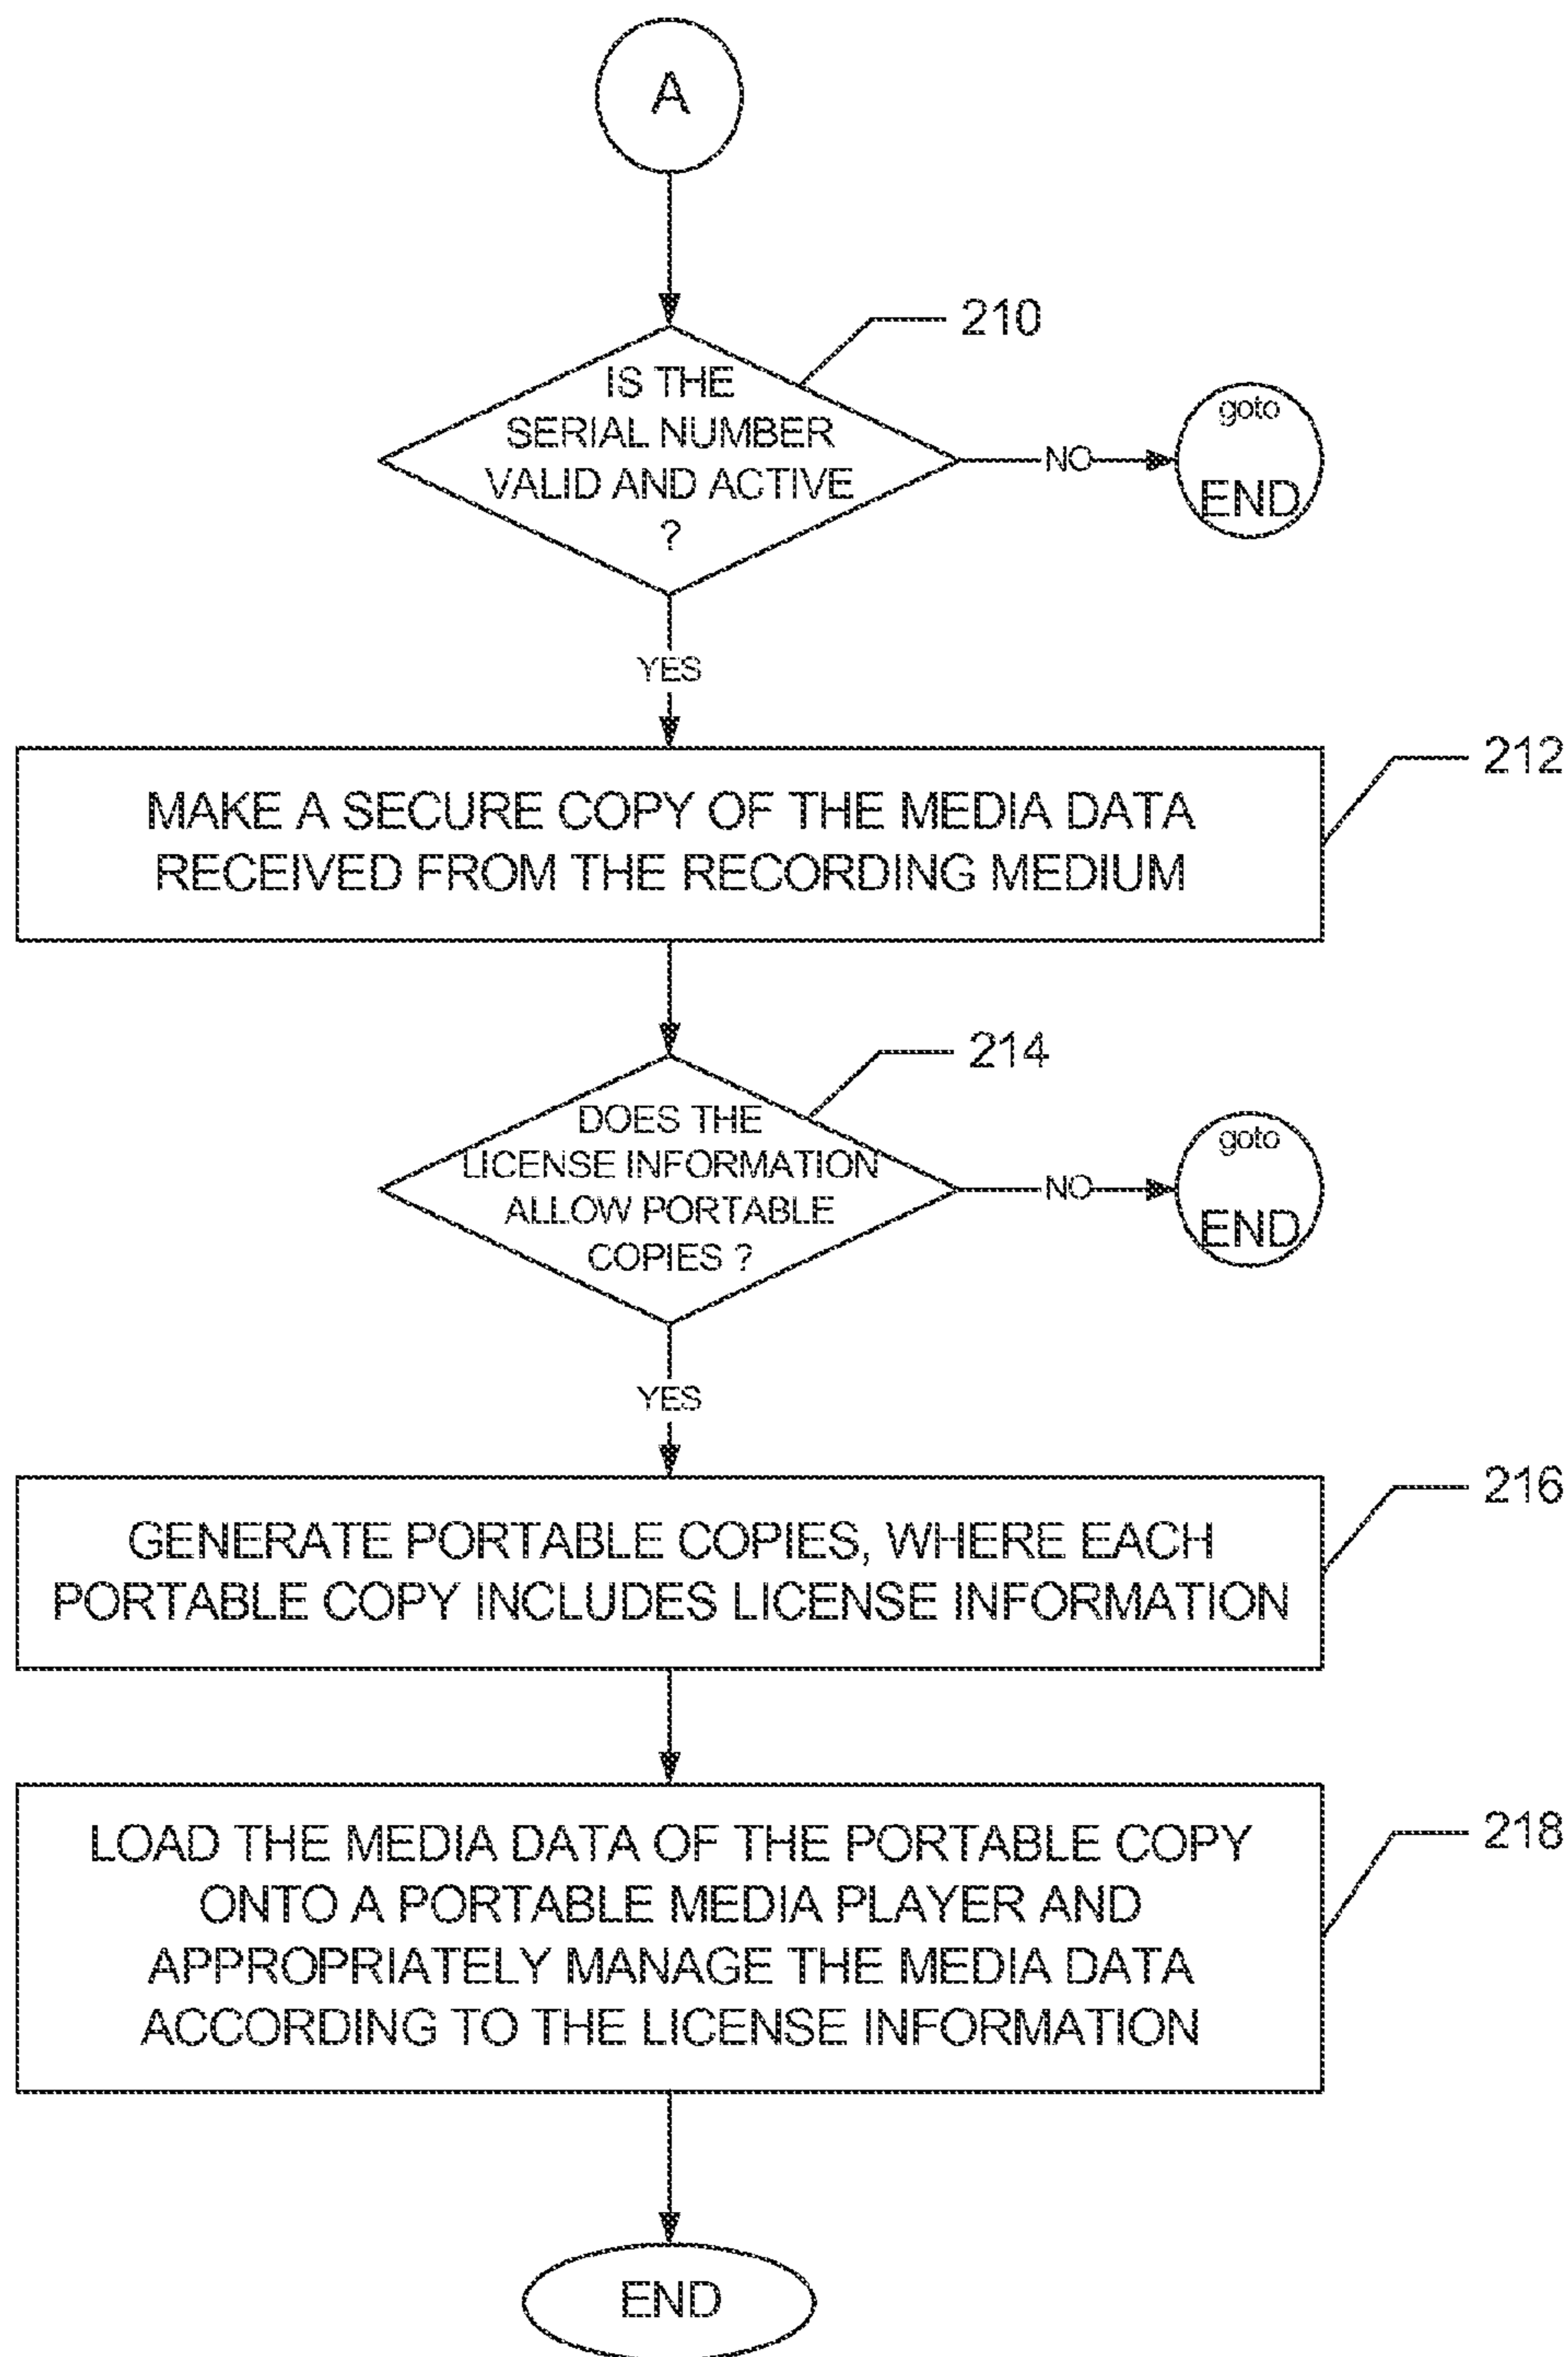 A
210
IS THE
SERIAL NUMBER
VALID AND ACTIVE
?
NO
goto
END
YES
212
MAKE A SECURE COPY OF THE MEDIA DATA
RECEIVED FROM THE RECORDING MEDIUM
214
DOES THE
LICENSE INFORMATION
ALLOW PORTABLE
COPIES ?
NO
goto
END
YES
216
GENERATE PORTABLE COPIES, WHERE EACH
PORTABLE COPY INCLUDES LICENSE INFORMATION
218
LOAD THE MEDIA DATA OF THE PORTABLE COPY
ONTO A PORTABLE MEDIA PLAYER AND
APPROPRIATELY MANAGE THE MEDIA DATA
ACCORDING TO THE LICENSE INFORMATION
END